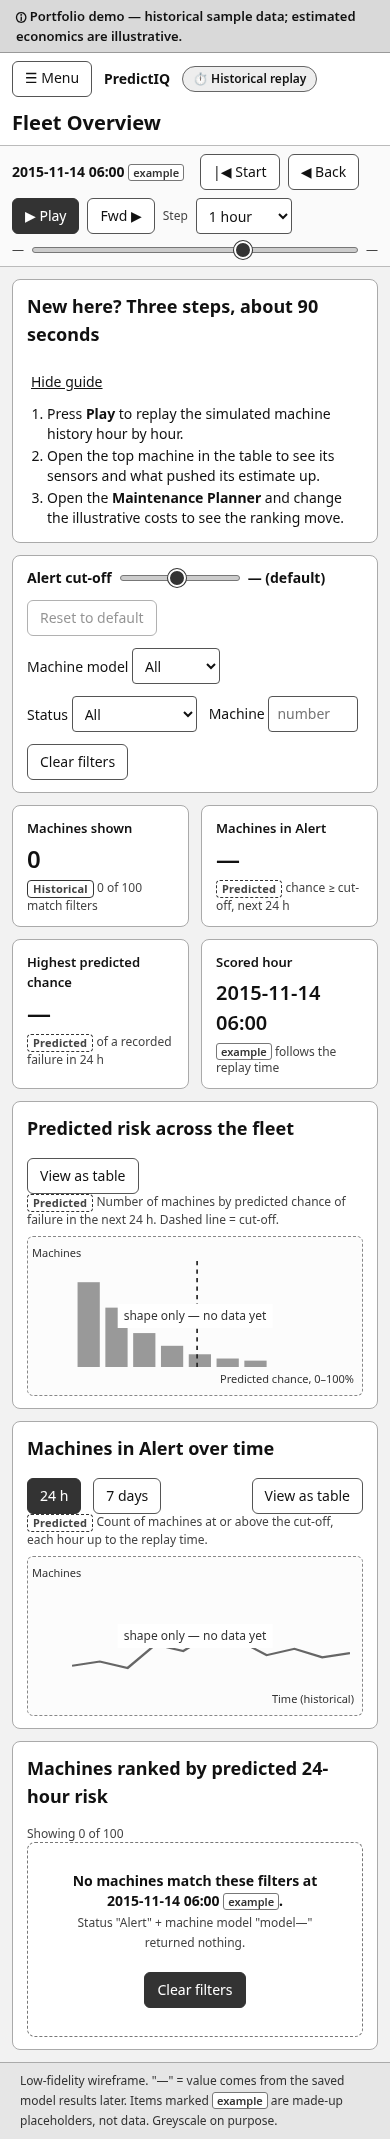 ⓘ Portfolio demo — historical sample data; estimated
economics are illustrative.
☰ Menu PredictIQ ⏱ Historical replay
Fleet Overview
2015-11-14 06:00 example |◀ Start ◀ Back
▶ Play Fwd ▶ Step 1 hour
— —
New here? Three steps, about 90
seconds
Hide guide
1. Press Play to replay the simulated machine
history hour by hour.
2. Open the top machine in the table to see its
sensors and what pushed its estimate up.
3. Open the Maintenance Planner and change
the illustrative costs to see the ranking move.
Alert cut-off — (default)
Reset to default
Machine model All
Status All Machine number
Clear filters
Machines shown
0
Historical 0 of 100
match filters
Machines in Alert
—
Predicted chance ≥ cut-
off, next 24 h
Highest predicted
chance
—
Predicted of a recorded
failure in 24 h
Scored hour
2015-11-14
06:00
example follows the
replay time
Predicted risk across the fleet
View as table
Predicted Number of machines by predicted chance of
failure in the next 24 h. Dashed line = cut-off.
Machines
shape only — no data yet
Predicted chance, 0–100%
Machines in Alert over time
24 h 7 days View as table
Predicted Count of machines at or above the cut-off,
each hour up to the replay time.
Machines
shape only — no data yet
Time (historical)
Machines ranked by predicted 24-
hour risk
Showing 0 of 100
No machines match these filters at
2015-11-14 06:00 example.
Status "Alert" + machine model "model—"
returned nothing.
Clear filters
Low-fidelity wireframe. "—" = value comes from the saved
model results later. Items marked example are made-up
placeholders, not data. Greyscale on purpose.